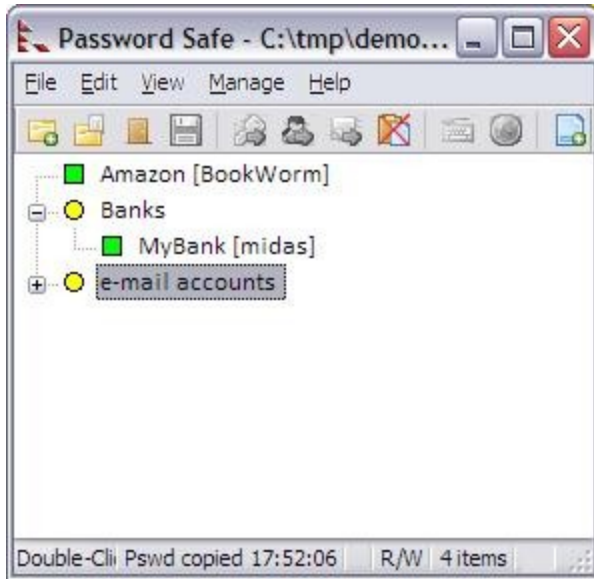 Password Safe - C:\tmp\demo...
File Edit View Manage Help
Amazon [BookWorm]
Banks
MyBank [midas]
e-mail accounts
Double-Cli Pswd copied 17:52:06 R/W 4 items